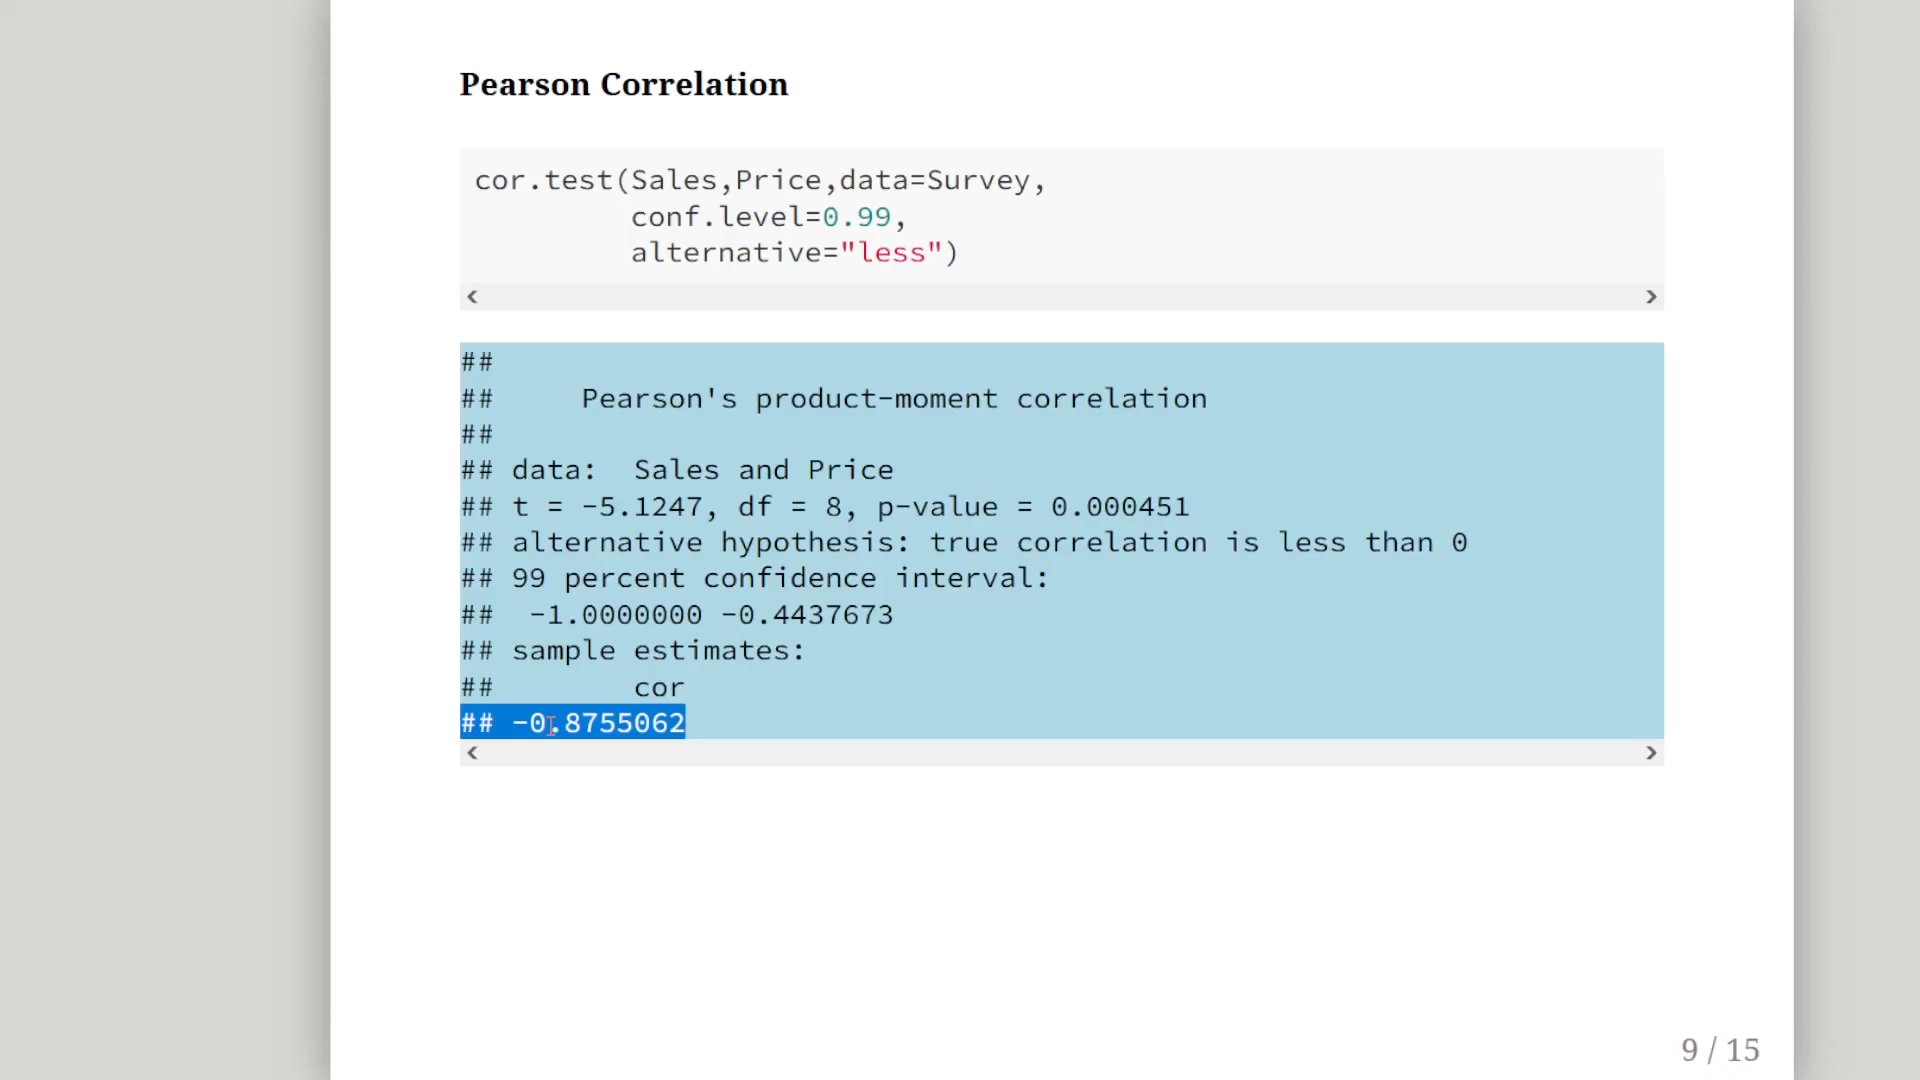 Pearson Correlation
cor.test(Sales,Price,data=Survey,
conf.level=0.99,
alternative="less")
##
##     Pearson's product-moment correlation
##
## data:  Sales and Price
## t = -5.1247, df = 8, p-value = 0.000451
## alternative hypothesis: true correlation is less than 0
## 99 percent confidence interval:
##  -1.0000000 -0.4437673
## sample estimates:
##        cor
## -0.8755062
9 / 15